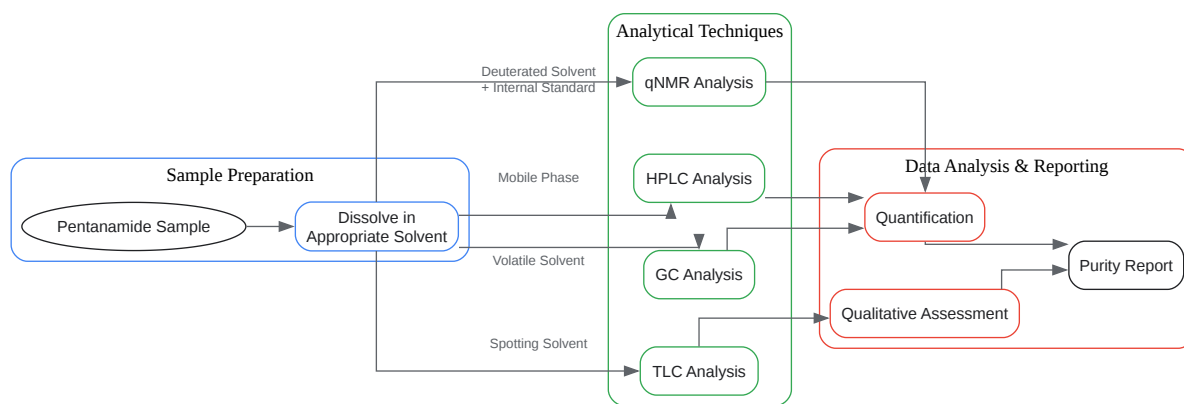 Analytical Techniques
Deuterated Solvent
+ Internal Standard
qNMR Analysis
Sample Preparation
Data Analysis & Reporting
Mobile Phase
HPLC Analysis
Pentanamide Sample
Dissolve in
Appropriate Solvent
Quantification
Volatile Solvent
GC Analysis
Purity Report
Qualitative Assessment
Spotting Solvent
TLC Analysis